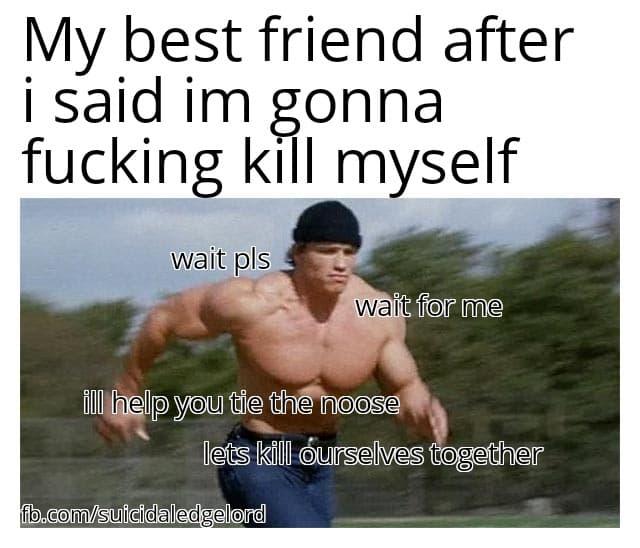 My best friend after
i said im gonna
fucking kill myself
wait pls
wait for me
ill help you tie the noose
lets kill ourselves together
fb.com/suicidaledgelord